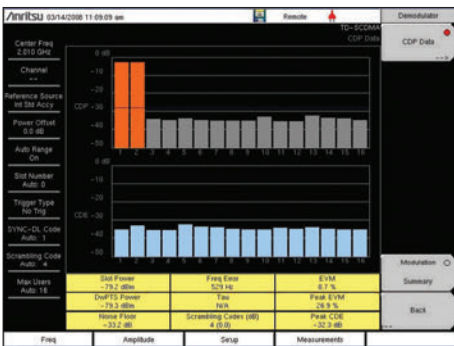 Anritsu 03/14/2008 11:09:09 am
Remote
Demodulator
TD-SCDMA
CDP Data
CDP Data
-->
Center Freq
2.010 GHz
Channel
--
Reference Source
Int Std Accy
Power Offset
0.0 dB
Auto Range
On
Slot Number
Auto: 0
Trigger Type
No Trig
SYNC-DL Code
Auto: 1
Scrambling Code
Auto: 4
Max Users
Auto: 16
0 dB
-10
-20
CDP -30
-40
-50
1 2 3 4 5 6 7 8 9 10 11 12 13 14 15 16
0 dB
-10
-20
CDE -30
-40
-50
1 2 3 4 5 6 7 8 9 10 11 12 13 14 15 16
Slot Power
-79.2 dBm
Freq Error
529 Hz
EVM
8.7 %
DwPTS Power
-79.3 dBm
Tau
N/A
Peak EVM
26.9 %
Noise Floor
-33.2 dB
Scrambling Codes (dB)
4 (0.0)
Peak CDE
-32.3 dB
Modulation
Summary
Back
Freq
Amplitude
Setup
Measurements